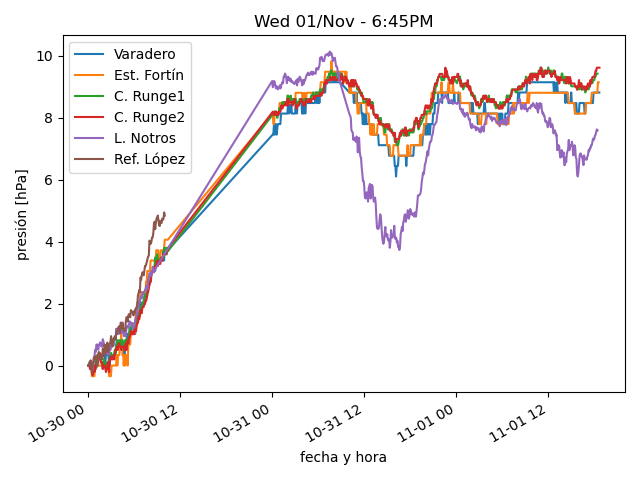 Wed 01/Nov - 6:45PM
Varadero
Est. Fortín
C. Runge1
C. Runge2
L. Notros
Ref. López
presión [hPa]
10
8
6
4
2
0
10-30 00
10-30 12
10-31 00
10-31 12
11-01 00
11-01 12
fecha y hora